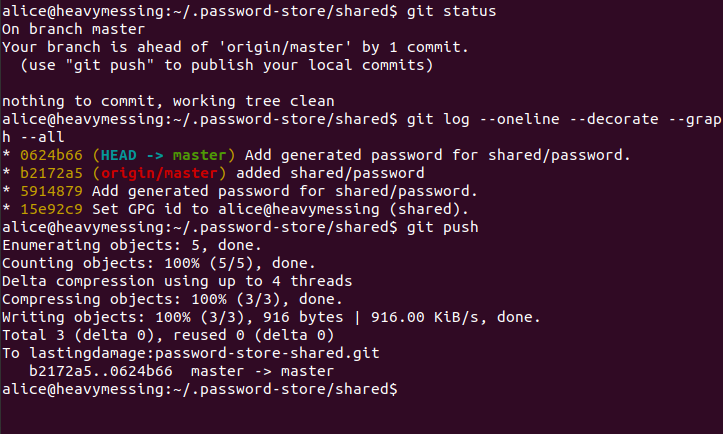 alice@heavymessing:~/.password-store/shared$ git status
On branch master
Your branch is ahead of 'origin/master' by 1 commit.
  (use "git push" to publish your local commits)

nothing to commit, working tree clean
alice@heavymessing:~/.password-store/shared$ git log --oneline --decorate --grap
h --all
* 0624b66 (HEAD -> master) Add generated password for shared/password.
* b2172a5 (origin/master) added shared/password
* 5914879 Add generated password for shared/password.
* 15e92c9 Set GPG id to alice@heavymessing (shared).
alice@heavymessing:~/.password-store/shared$ git push
Enumerating objects: 5, done.
Counting objects: 100% (5/5), done.
Delta compression using up to 4 threads
Compressing objects: 100% (3/3), done.
Writing objects: 100% (3/3), 916 bytes | 916.00 KiB/s, done.
Total 3 (delta 0), reused 0 (delta 0)
To lastingdamage:password-store-shared.git
   b2172a5..0624b66  master -> master
alice@heavymessing:~/.password-store/shared$